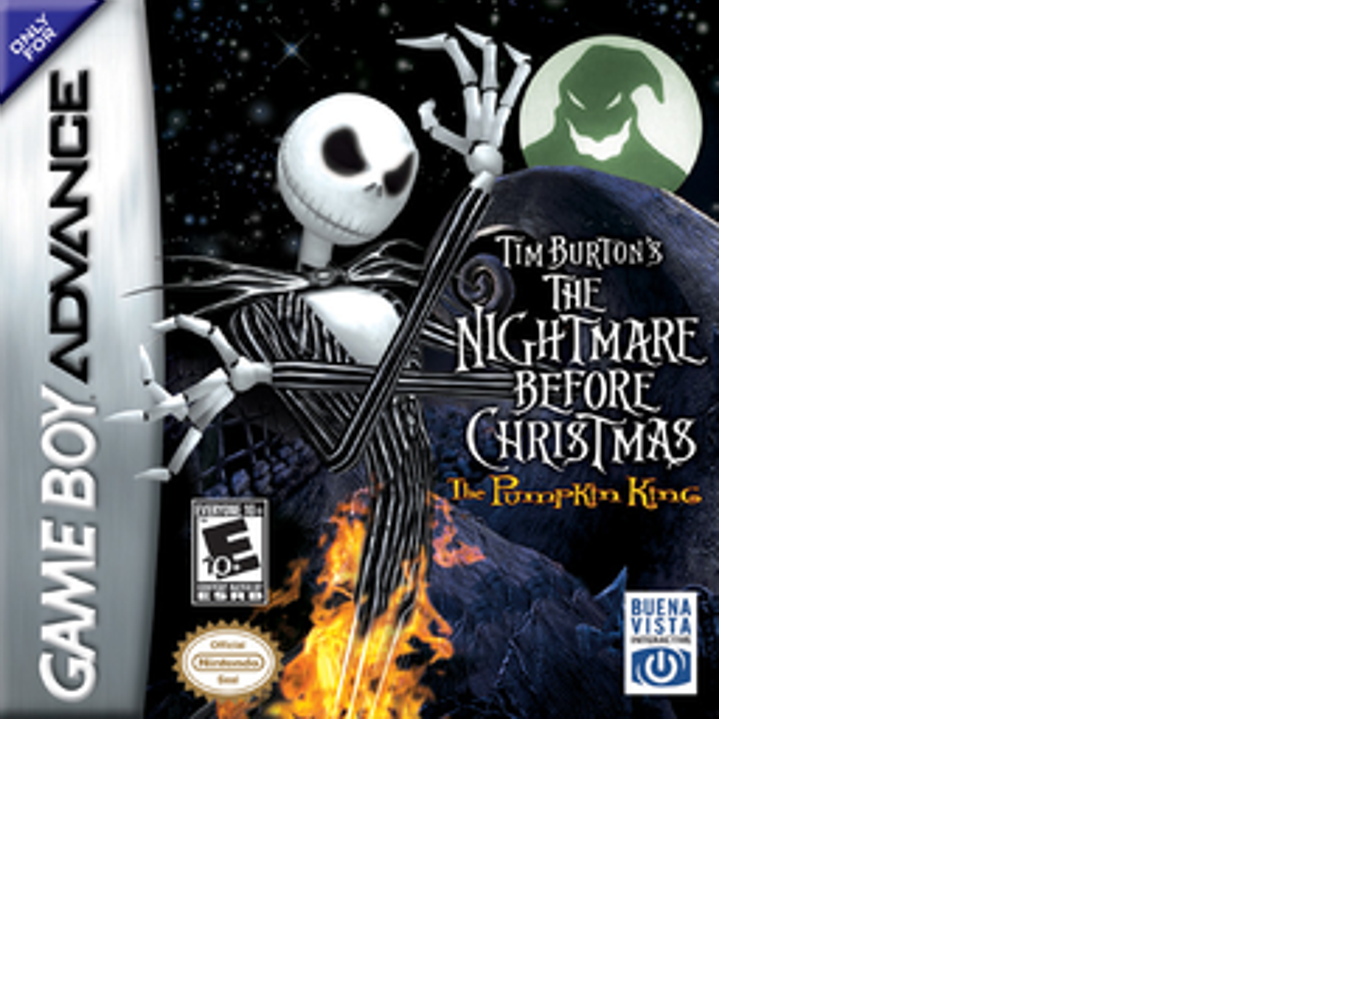 ONLY
FOR
GAME BOY ADVANCE
TIM BURTON'S
THE
NIGHTMARE
BEFORE
CHRISTMAS
The Pumpkin King
EVERYONE 10+
E
10+
ESRB
Official
Nintendo
Seal
BUENA
VISTA
INTERACTIVE